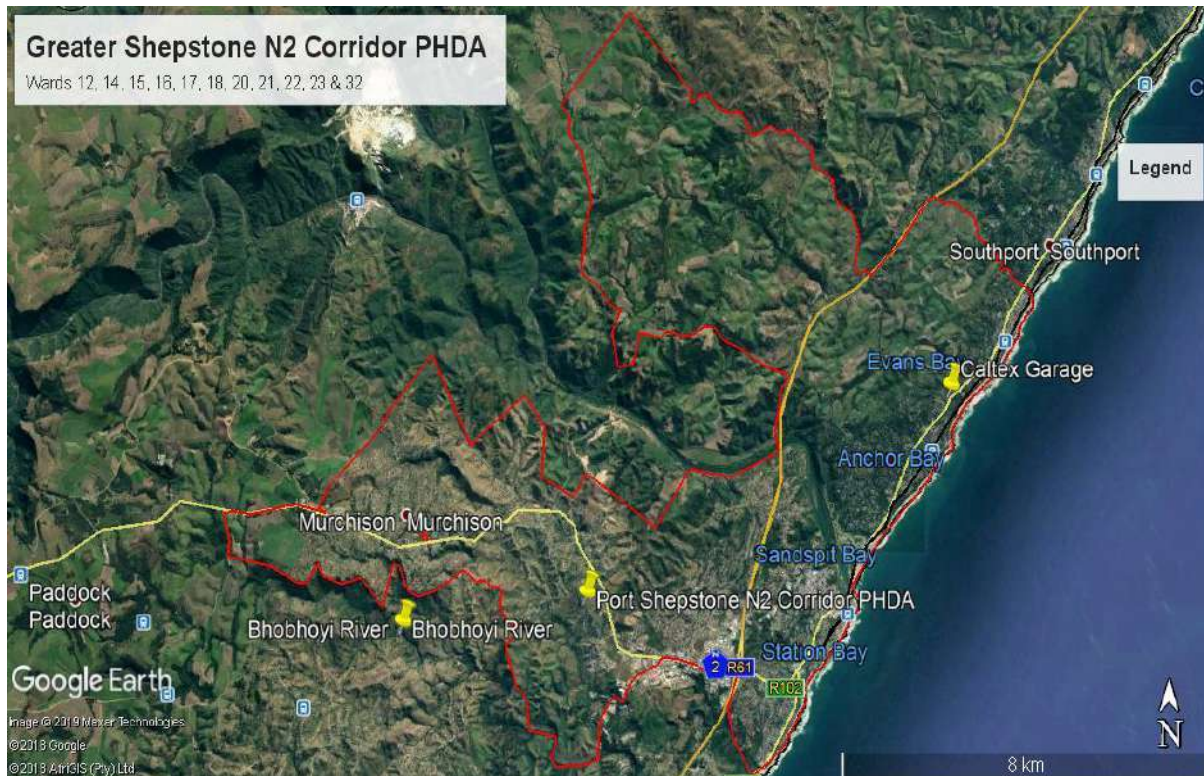 Greater Shepstone N2 Corridor PHDA
Wards 12, 14, 15, 16, 17, 18, 20, 21, 22, 23 & 32
C
Legend
Southport Southport
Evans Bay
Caltex Garage
Anchor Bay
Murchison Murchison
Sandspit Bay
Paddock
Paddock
Port Shepstone N2 Corridor PHDA
Bhobhoyi River Bhobhoyi River
Station Bay
N
2
R61
R102
Google Earth
Image © 2019 Maxar Technologies
©2018 Google
©2018 AfriGIS (Pty) Ltd
N
8 km